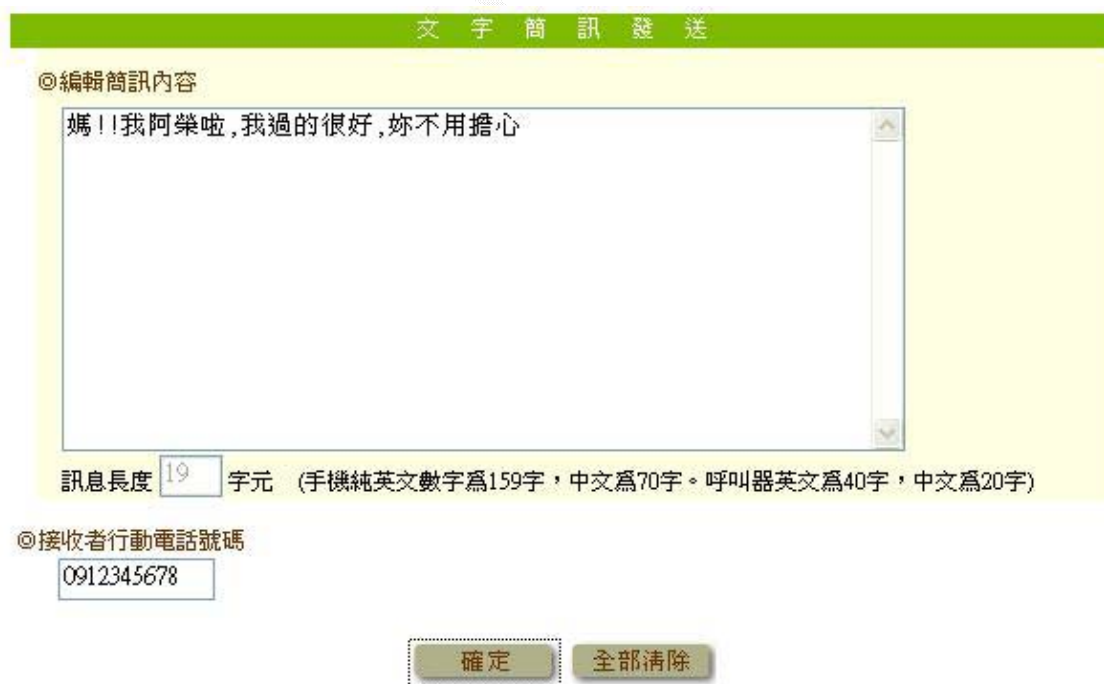 文字簡訊發送
◎編輯簡訊內容
媽!!我阿榮啦,我過的很好,妳不用擔心
訊息長度 19 字元 (手機純英文數字爲159字,中文爲70字。呼叫器英文爲40字,中文爲20字)
◎接收者行動電話號碼
0912345678
確定 全部清除